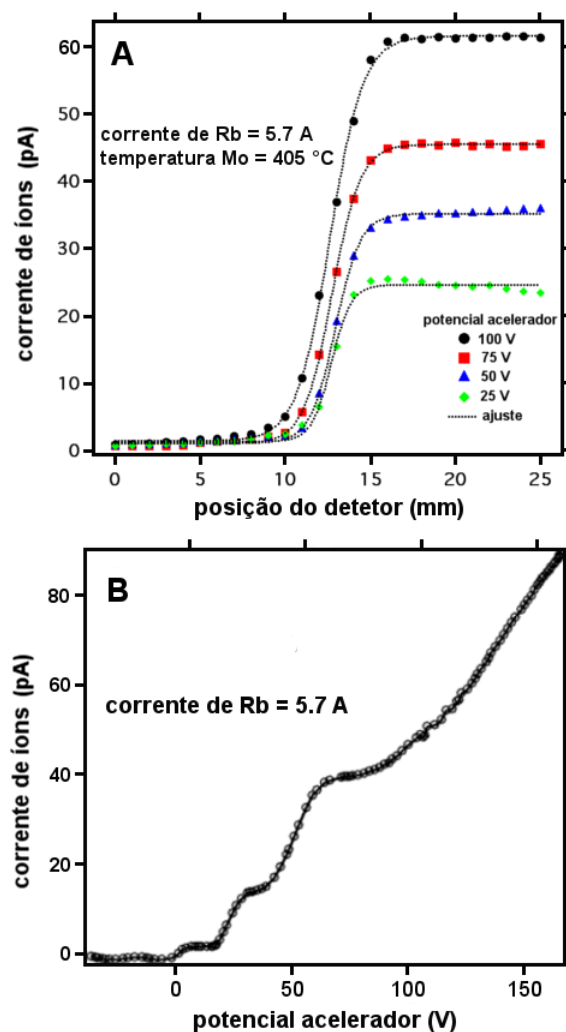 A
60
50
40
30
20
10
0
corrente de íons (pA)
corrente de Rb = 5.7 A
temperatura Mo = 405 °C
potencial acelerador
100 V
75 V
50 V
25 V
ajuste
0 5 10 15 20 25
posição do detetor (mm)
B
80
60
40
20
0
corrente de íons (pA)
corrente de Rb = 5.7 A
0 50 100 150
potencial acelerador (V)